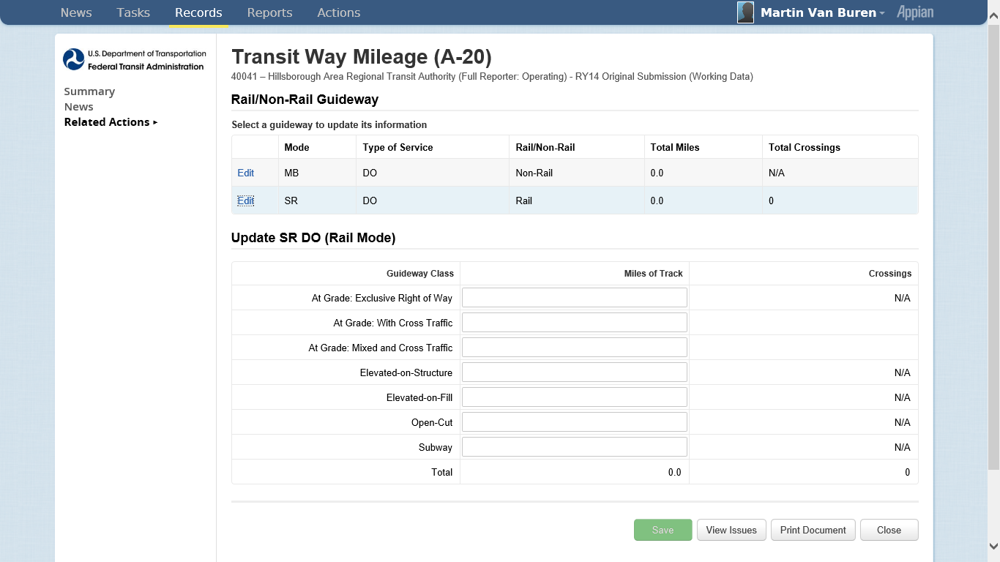 News Tasks Records Reports Actions Martin Van Buren Appian
U.S. Department of Transportation
Federal Transit Administration
Summary
News
Related Actions ▸
Transit Way Mileage (A-20)
40041 – Hillsborough Area Regional Transit Authority (Full Reporter: Operating) - RY14 Original Submission (Working Data)
Rail/Non-Rail Guideway
Select a guideway to update its information
Mode Type of Service Rail/Non-Rail Total Miles Total Crossings
Edit MB DO Non-Rail 0.0 N/A
Edit SR DO Rail 0.0 0
Update SR DO (Rail Mode)
Guideway Class Miles of Track Crossings
At Grade: Exclusive Right of Way N/A
At Grade: With Cross Traffic
At Grade: Mixed and Cross Traffic
Elevated-on-Structure N/A
Elevated-on-Fill N/A
Open-Cut N/A
Subway N/A
Total 0.0 0
Save View Issues Print Document Close